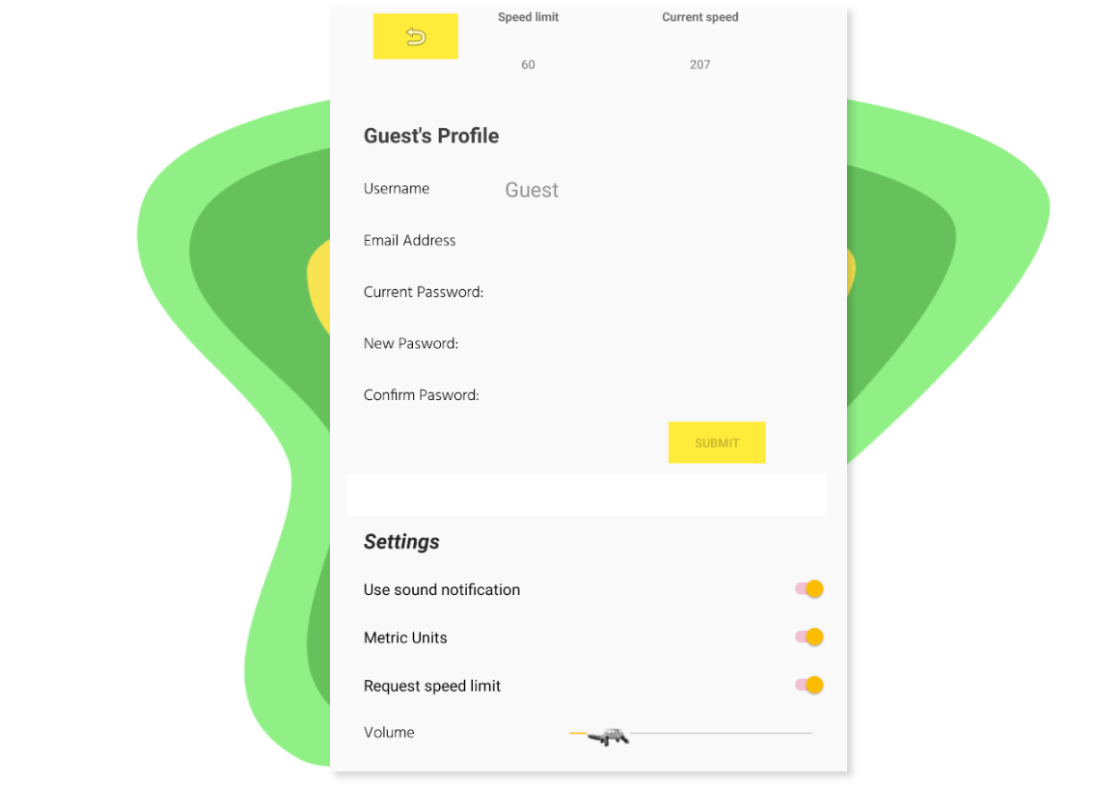 Speed limit Current speed
60 207
Guest's Profile
Username Guest
Email Address
Current Password:
New Pasword:
Confirm Pasword:
SUBMIT
Settings
Use sound notification
Metric Units
Request speed limit
Volume